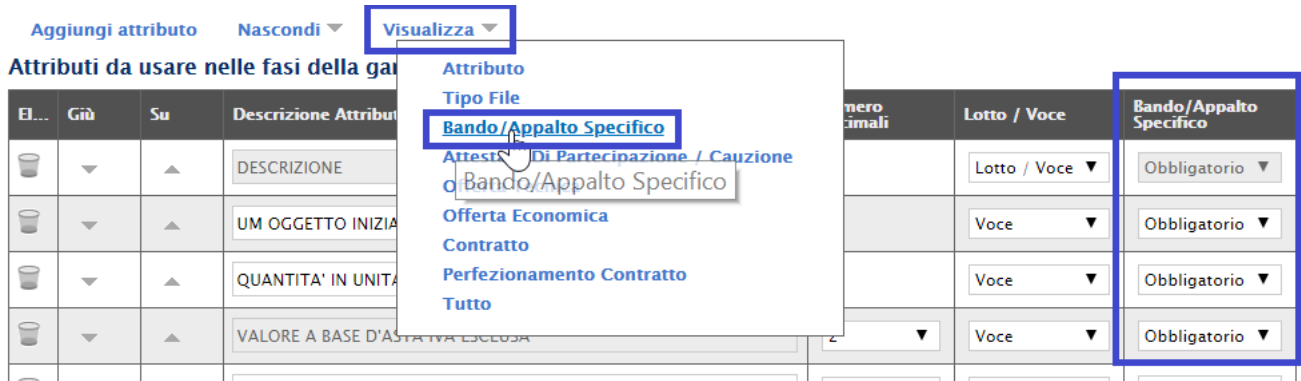 Aggiungi attributo Nascondi Visualizza
Attributi da usare nelle fasi della gar
Attributo
Tipo File
Bando/Appalto Specifico
Attesta Di Partecipazione / Cauzione
Bando/Appalto Specifico
Offerta Economica
Contratto
Perfezionamento Contratto
Tutto
El... Giù Su Descrizione Attribut mero Lotto / Voce Bando/Appalto
cimali Specifico
DESCRIZIONE Lotto / Voce Obbligatorio
UM OGGETTO INIZIA Voce Obbligatorio
QUANTITA' IN UNITA Voce Obbligatorio
VALORE A BASE D'ASTA IVA ESCLUSA 2 Voce Obbligatorio